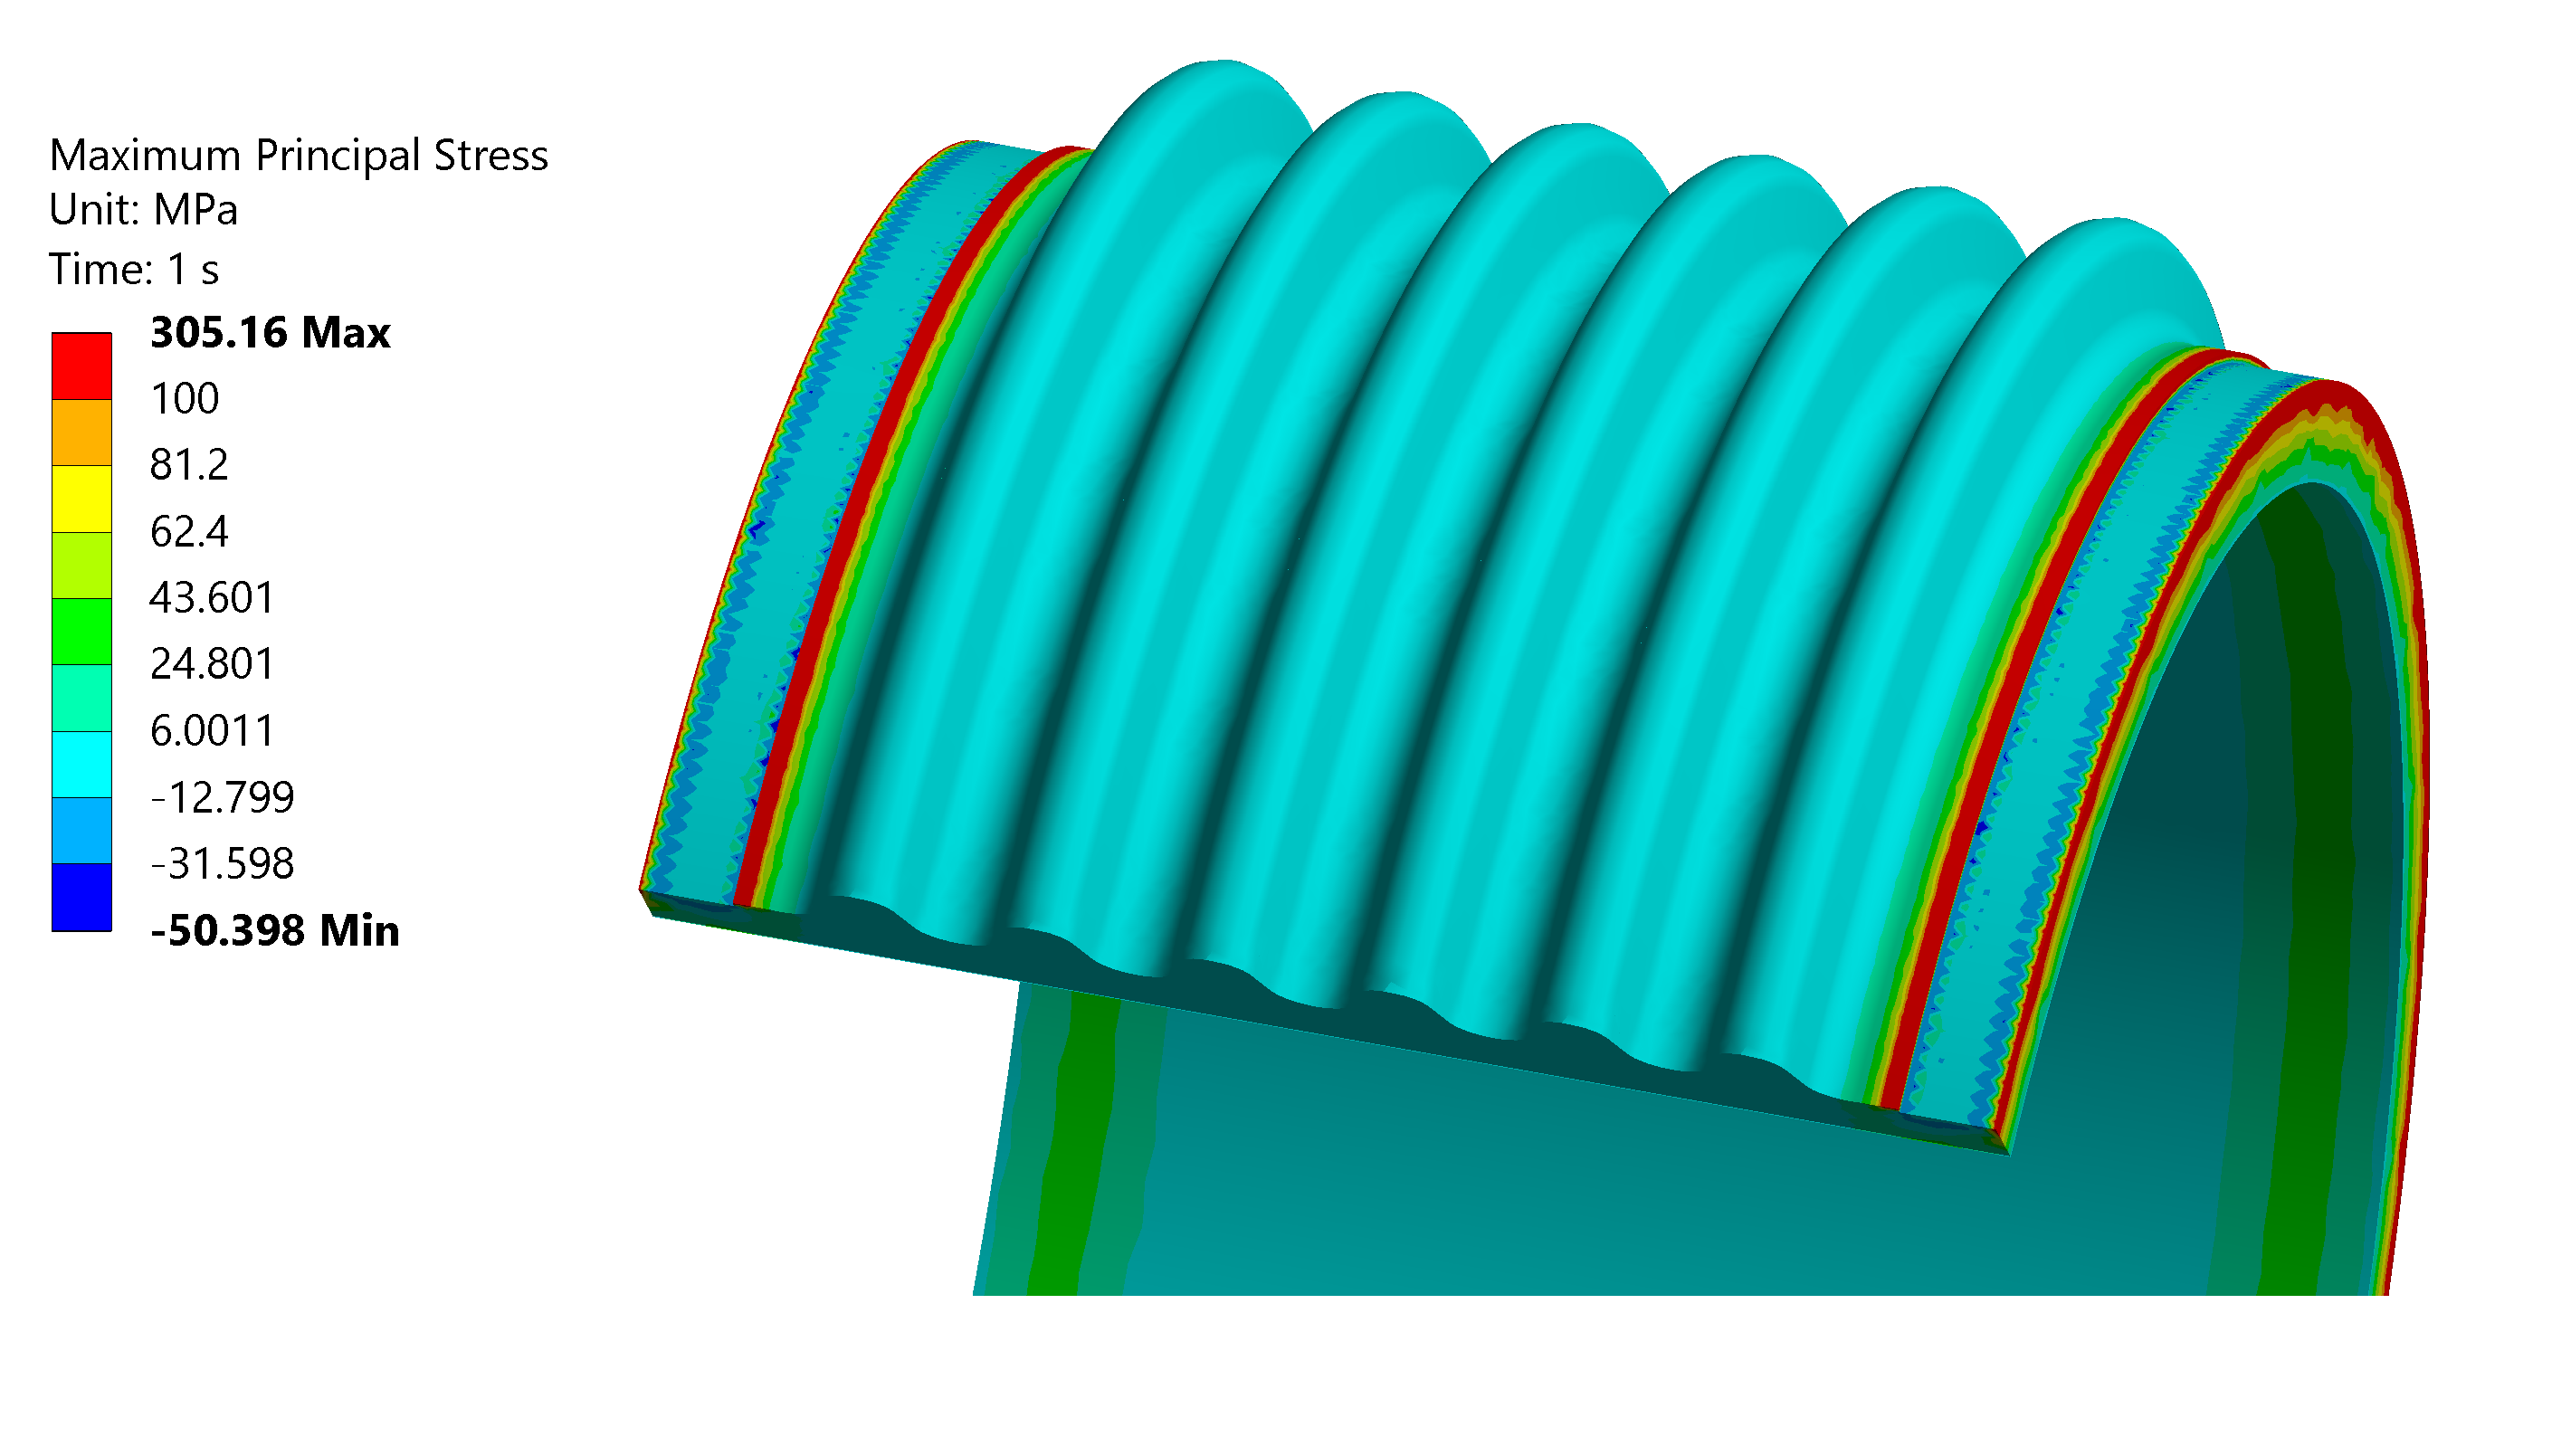 Maximum Principal Stress
Unit: MPa
Time: 1 s
305.16 Max
100
81.2
62.4
43.601
24.801
6.0011
-12.799
-31.598
-50.398 Min